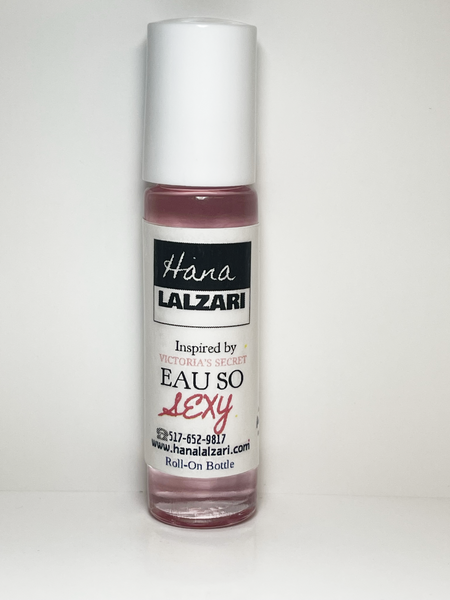 Hana
LALZARI
Inspired by
VICTORIA'S SECRET
EAU SO
SEXY
☎517-652-9817
www.hanalalzari.com
Roll-On Bottle